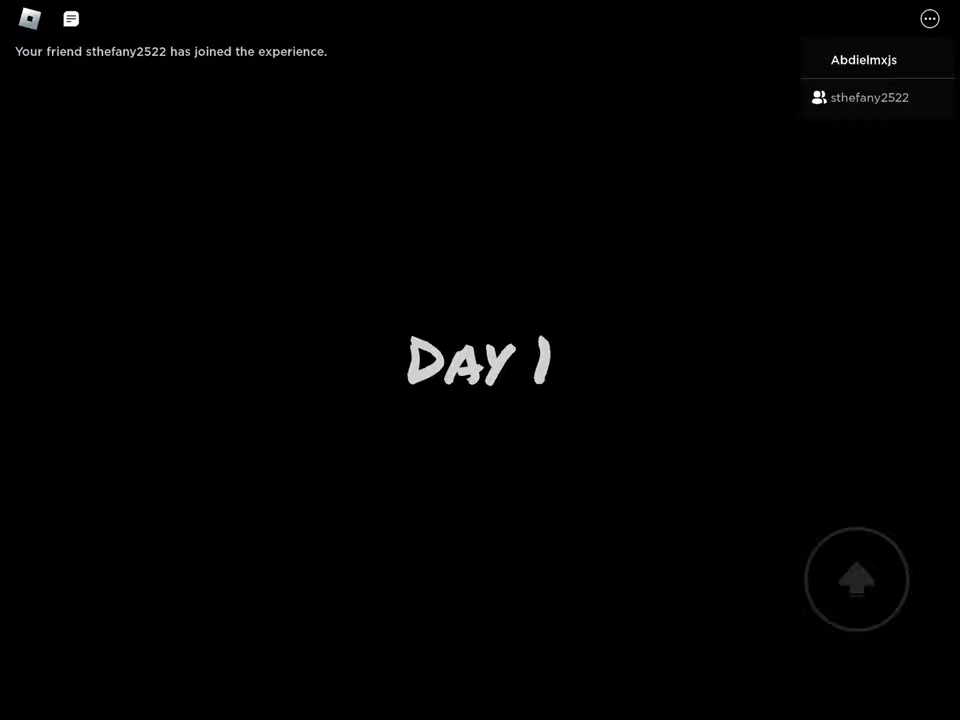 Your friend sthefany2522 has joined the experience.
Abdielmxjs
sthefany2522
Day 1